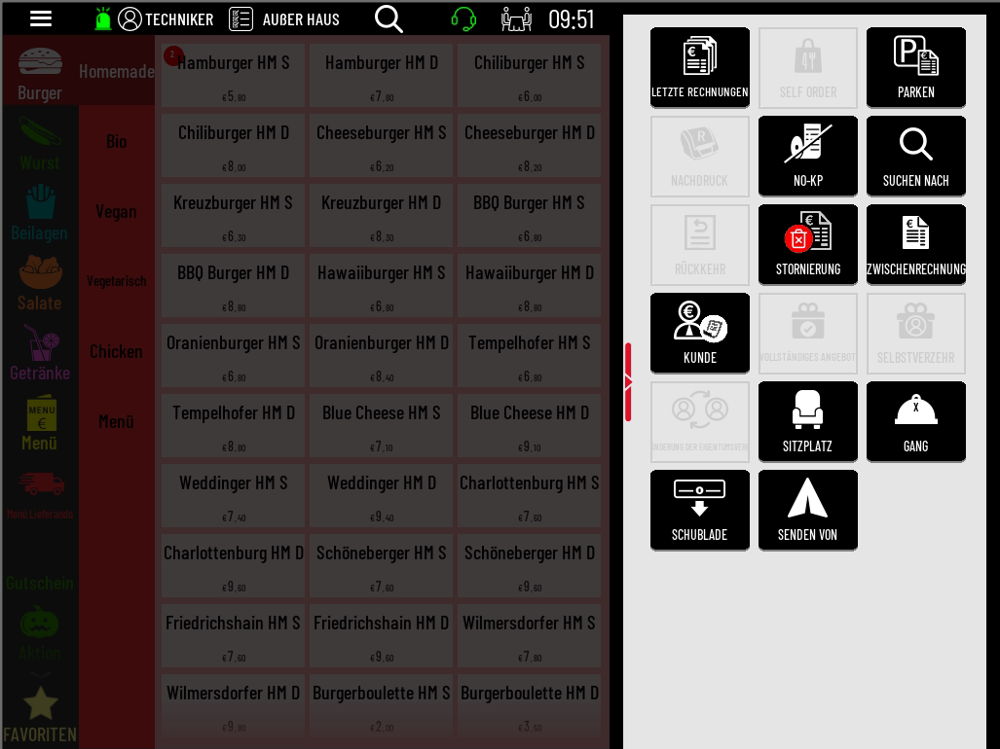 TECHNIKER
AUßER HAUS
09:51
Burger
Wurst
Beilagen
Salate
Getränke
MENU
€
Menü
Menü Lieferando
Gutschein
Aktion
FAVORITEN
Homemade
Bio
Vegan
Vegetarisch
Chicken
Menü
2
Hamburger HM S
€5,80
Hamburger HM D
€7,80
Chiliburger HM S
€6,00
Chiliburger HM D
€8,00
Cheeseburger HM S
€6,20
Cheeseburger HM D
€8,20
Kreuzburger HM S
€6,30
Kreuzburger HM D
€8,30
BBQ Burger HM S
€6,80
BBQ Burger HM D
€8,80
Hawaiiburger HM S
€6,80
Hawaiiburger HM D
€8,80
Oranienburger HM S
€6,80
Oranienburger HM D
€8,40
Tempelhofer HM S
€6,80
Tempelhofer HM D
€8,80
Blue Cheese HM S
€7,10
Blue Cheese HM D
€9,10
Weddinger HM S
€7,40
Weddinger HM D
€9,40
Charlottenburg HM S
€7,60
Charlottenburg HM D
€9,60
Schöneberger HM S
€7,60
Schöneberger HM D
€9,60
Friedrichshain HM S
€7,60
Friedrichshain HM D
€9,60
Wilmersdorfer HM S
€7,80
Wilmersdorfer HM D
€9,80
Burgerboulette HM S
€2,00
Burgerboulette HM D
€3,50
LETZTE RECHNUNGEN
SELF ORDER
P
PARKEN
R
NACHDRUCK
NO-KP
SUCHEN NACH
RÜCKKEHR
STORNIERUNG
ZWISCHENRECHNUNG
KUNDE
VOLLSTÄNDIGES ANGEBOT
SELBSTVERZEHR
ÄNDERUNG DER EIGENTUMSVER
SITZPLATZ
X
GANG
SCHUBLADE
SENDEN VON